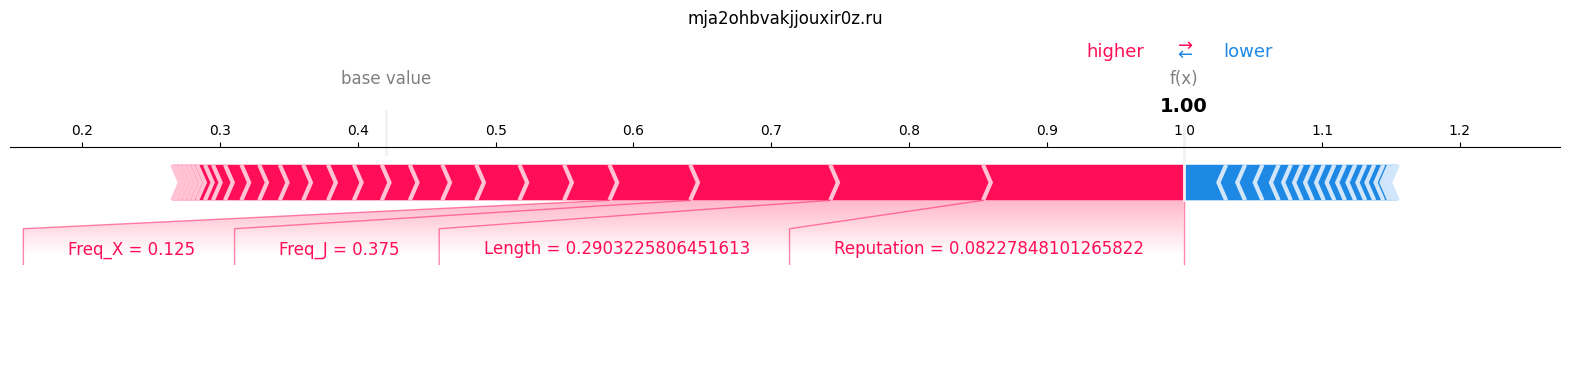 mja2ohbvakjjouxir0z.ru
higher ⇄ lower
base value f(x)
1.00
0.2 0.3 0.4 0.5 0.6 0.7 0.8 0.9 1.0 1.1 1.2
Freq_X = 0.125 Freq_J = 0.375 Length = 0.2903225806451613 Reputation = 0.08227848101265822